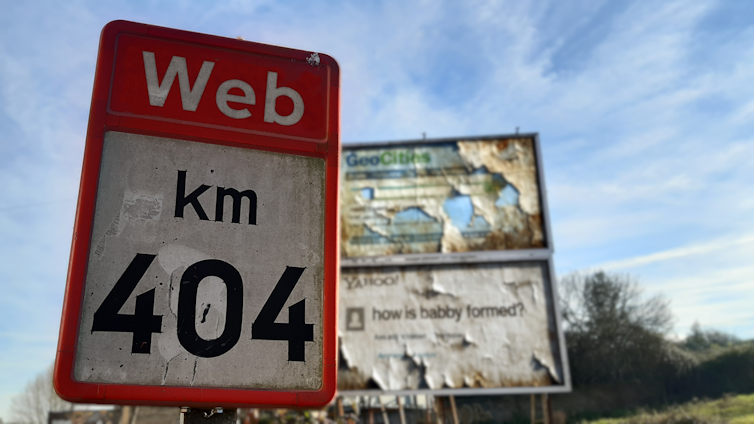 Web
km
404
GeoCities
YAHOO!
how is babby formed?